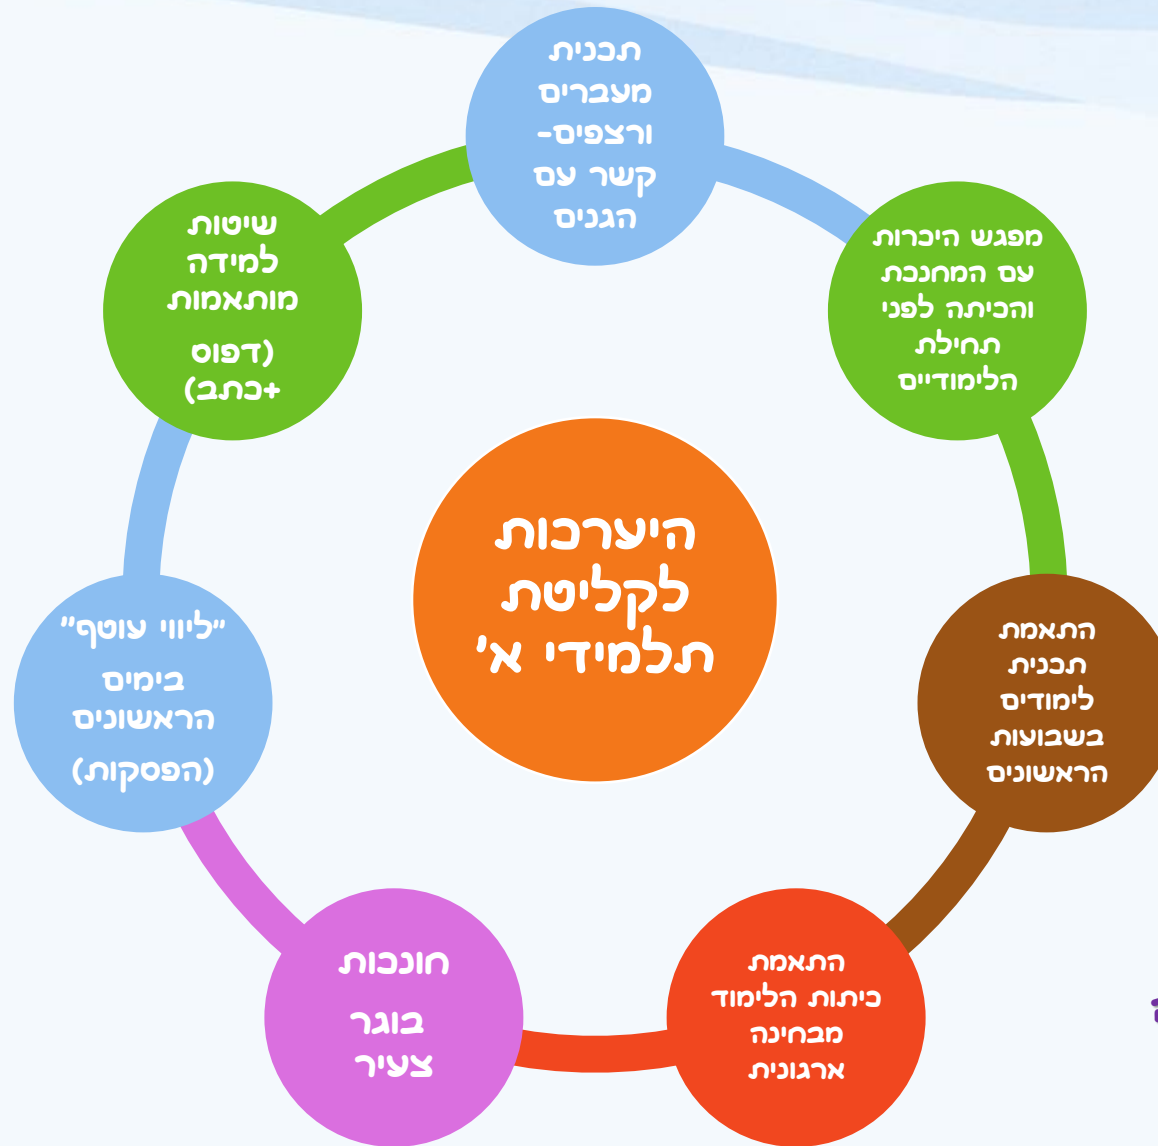 תכנית
מעברים
ורצפים-
קשר עם
הגנים
מפגש היכרות
עם המחנכת
והכיתה לפני
תחילת
הלימודיים
התאמת
תכנית
לימודים
בשבועות
הראשונים
התאמת
כיתות הלימוד
מבחינה
ארגונית
חונכות
בוגר
צעיר
"ליווי עוטף"
בימים
הראשונים
(הפסקות)
שיטות
למידה
מותאמות
(דפוס
+כתב)
היערכות
לקליטת
תלמידי א'